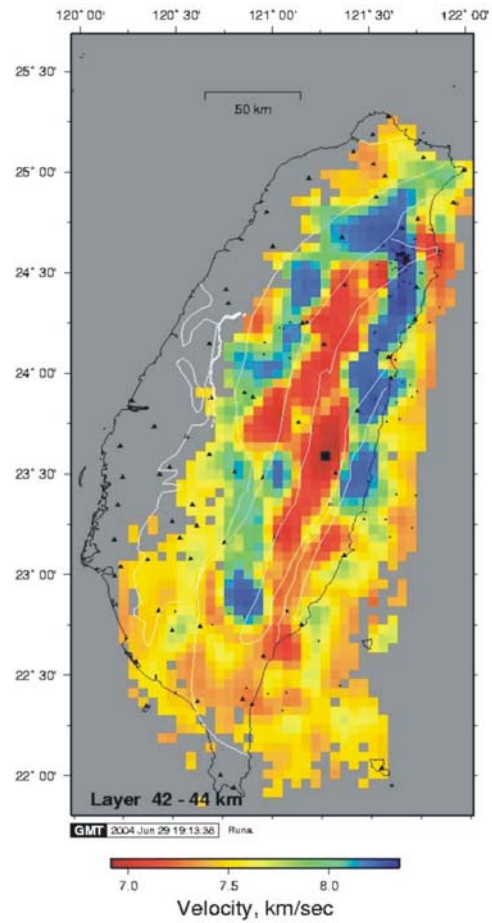 120° 00' 120° 30' 121° 00' 121° 30' 122° 00'
25° 30'
50 km
25° 00'
24° 30'
24° 00'
23° 30'
23° 00'
22° 30'
22° 00'
Layer 42 - 44 km
GMT 2004 Jun 29 19:13:38 Runa
7.0 7.5 8.0
Velocity, km/sec